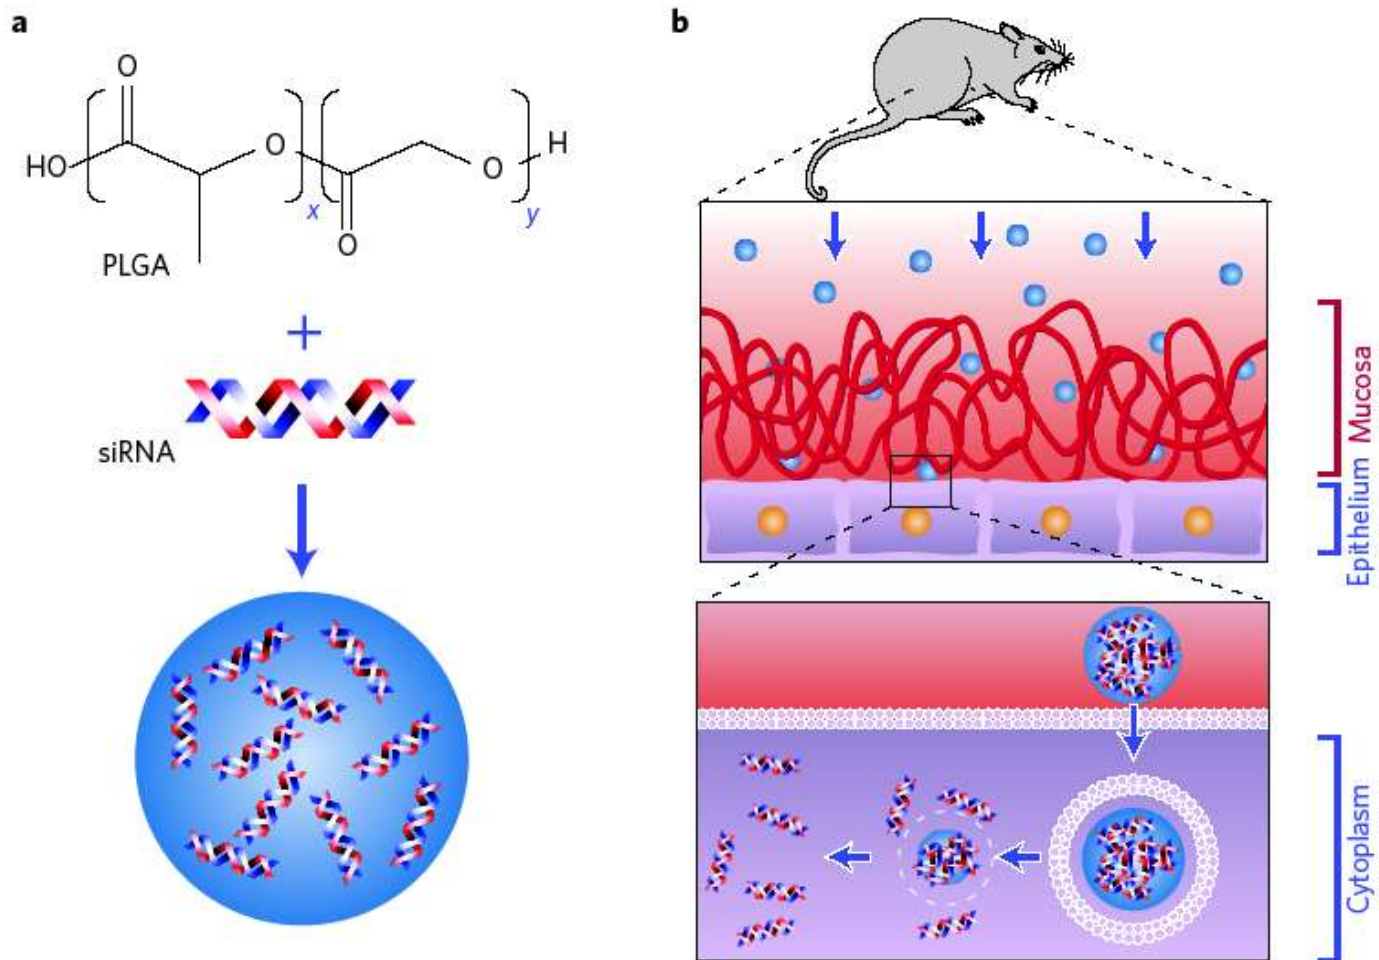 a
O
HO
O
x
O
O
H
y
PLGA
+
siRNA
b
Mucosa
Epithelium
Cytoplasm